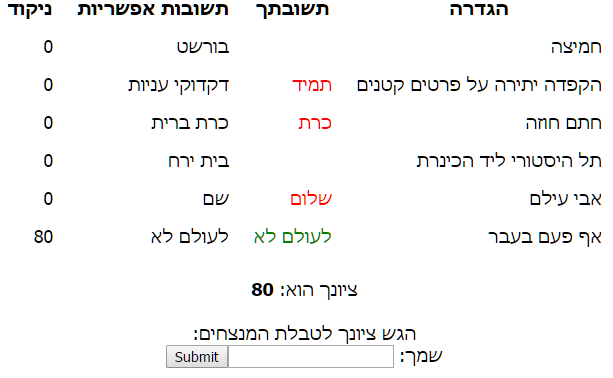 הגדרה תשובתך תשובות אפשריות ניקוד
חמיצה בורשט 0
הקפדה יתירה על פרטים קטנים תמיד דקדוקי עניות 0
חתם חוזה כרת כרת ברית 0
תל היסטורי ליד הכינרת בית ירח 0
אבי עילם שלום שם 0
אף פעם בעבר לעולם לא לעולם לא 80
ציונך הוא: 80
הגש ציונך לטבלת המנצחים:
שמך: Submit